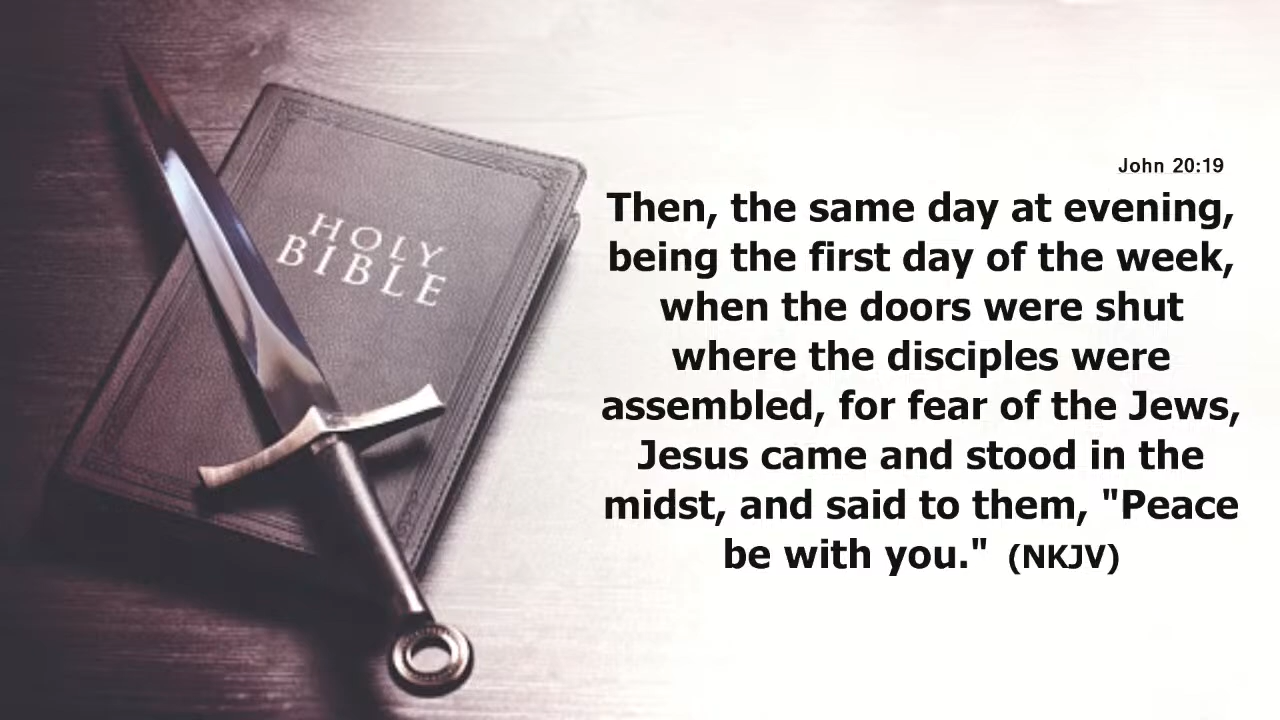 HOLY
BIBLE
John 20:19
Then, the same day at evening,
being the first day of the week,
when the doors were shut
where the disciples were
assembled, for fear of the Jews,
Jesus came and stood in the
midst, and said to them, "Peace
be with you." (NKJV)